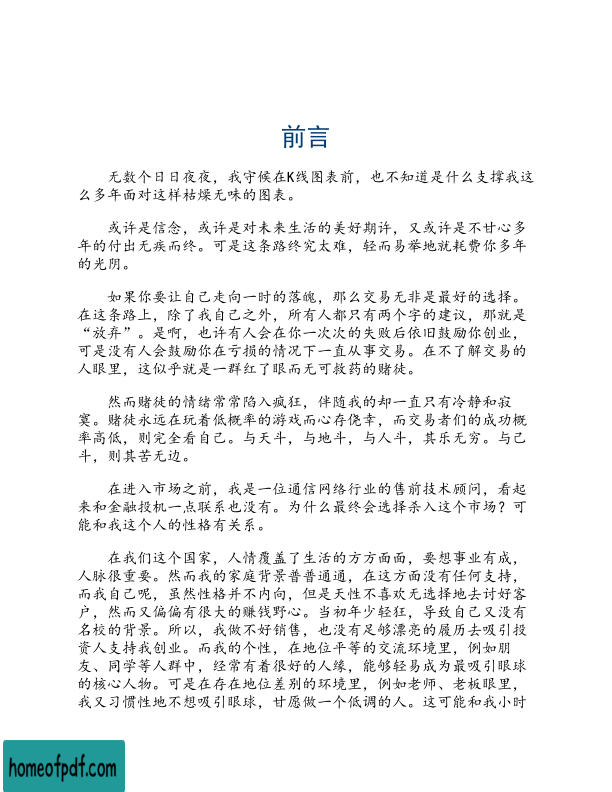 前言
无数个日日夜夜，我守候在K线图表前，也不知道是什么支撑我这
么多年面对这样枯燥无味的图表。
或许是信念，或许是对未来生活的美好期许，又或许是不甘心多
年的付出无疾而终。可是这条路终究太难，轻而易举地就耗费你多年
的光阴。
如果你要让自己走向一时的落魄，那么交易无非是最好的选择。
在这条路上，除了我自己之外，所有人都只有两个字的建议，那就是
“放弃”。是啊，也许有人会在你一次次的失败后依旧鼓励你创业，
可是没有人会鼓励你在亏损的情况下一直从事交易。在不了解交易的
人眼里，这似乎就是一群红了眼而无可救药的赌徒。
然而赌徒的情绪常常陷入疯狂，伴随我的却一直只有冷静和寂
寞。赌徒永远在玩着低概率的游戏而心存侥幸，而交易者们的成功概
率高低，则完全看自己。与天斗，与地斗，与人斗，其乐无穷。与己
斗，则其苦无边。
在进入市场之前，我是一位通信网络行业的售前技术顾问，看起
来和金融投机一点联系也没有。为什么最终会选择杀入这个市场？可
能和我这个人的性格有关系。
在我们这个国家，人情覆盖了生活的方方面面，要想事业有成，
人脉很重要。然而我的家庭背景普普通通，在这方面没有任何支持，
而我自己呢，虽然性格并不内向，但是天性不喜欢无选择地去讨好客
户，然而又偏偏有很大的赚钱野心。当初年少轻狂，导致自己又没有
名校的背景。所以，我做不好销售，也没有足够漂亮的履历去吸引投
资人支持我创业。而我的个性，在地位平等的交流环境里，例如朋
友、同学等人群中，经常有着很好的人缘，能够轻易成为最吸引眼球
的核心人物。可是在存在地位差别的环境里，例如老师、老板眼里，
我又习惯性地不想吸引眼球，甘愿做一个低调的人。这可能和我小时
homeofpdf.com